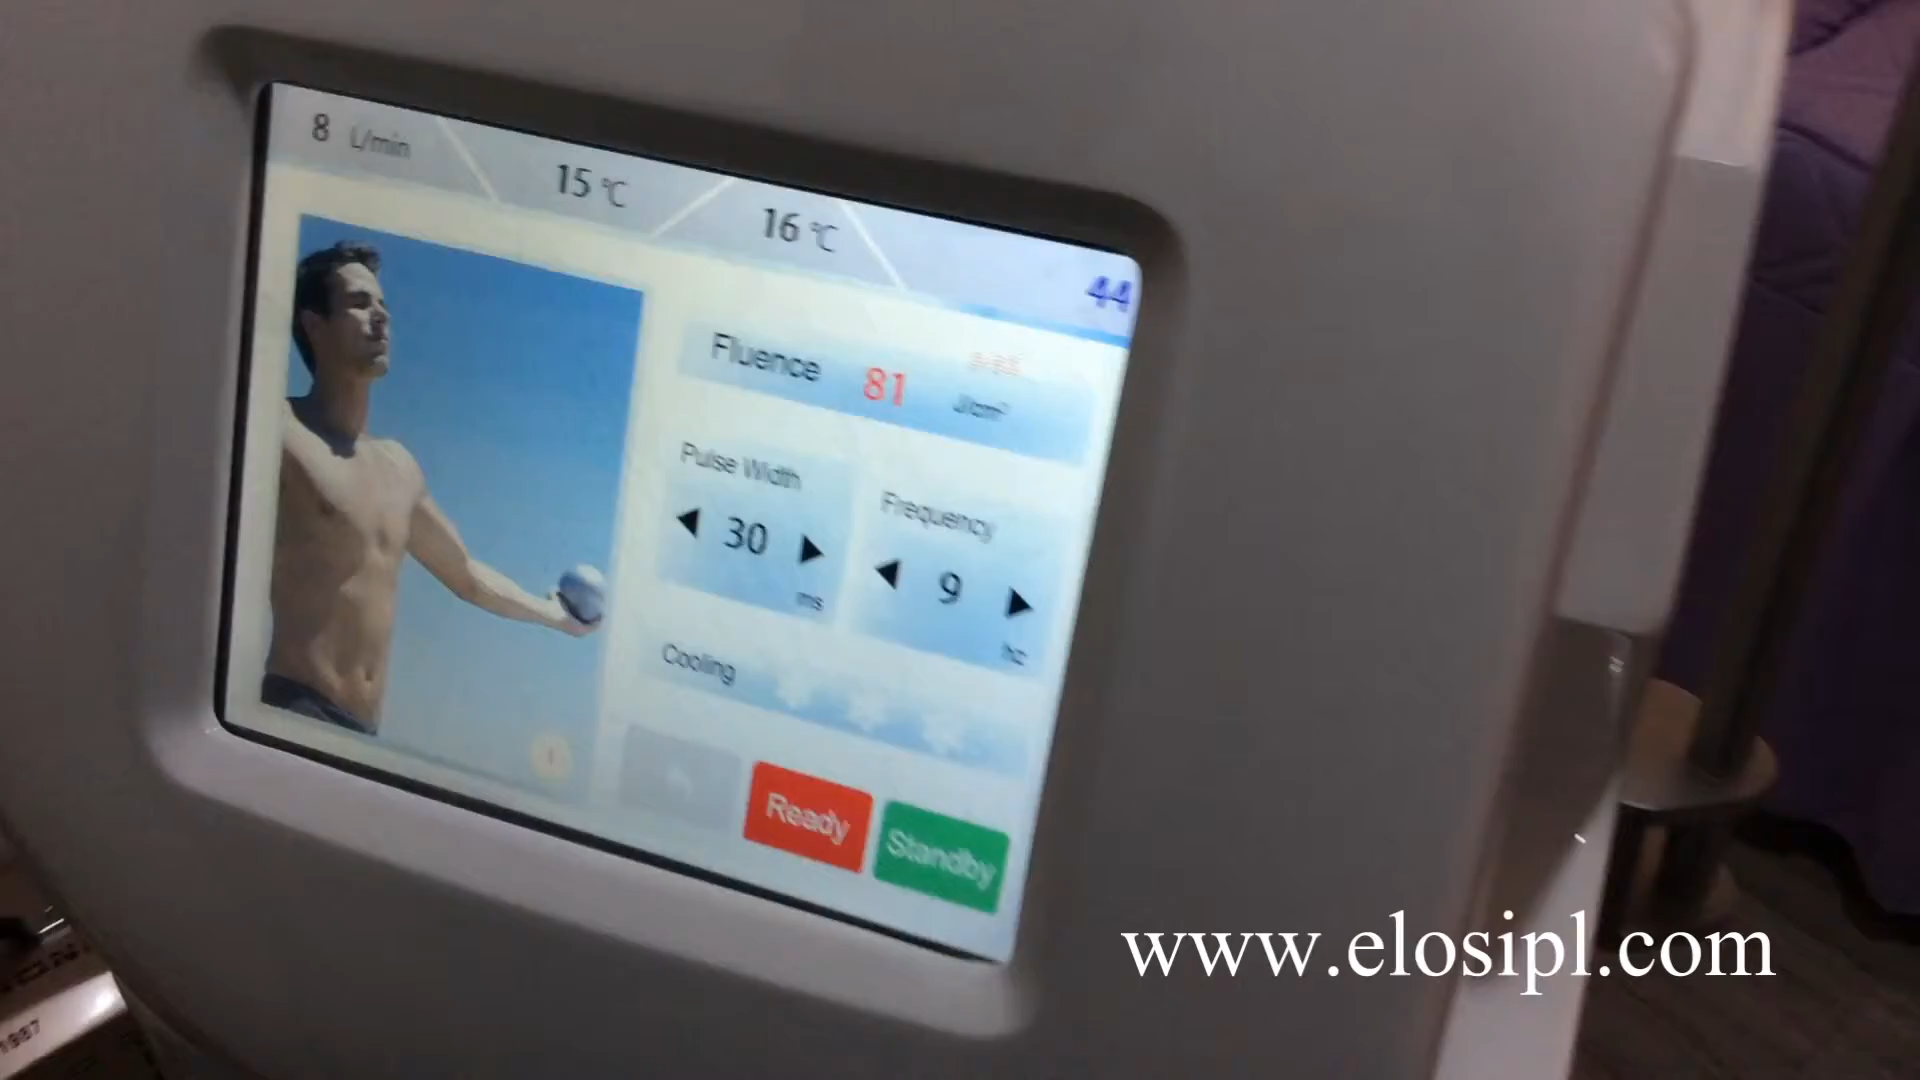 8 L/min
15 ℃
16 ℃
44
Fluence 81 J/cm²
Pulse Width
30
ms
Frequency
9
hz
Cooling
Ready
Standby
www.elosipl.com
1987